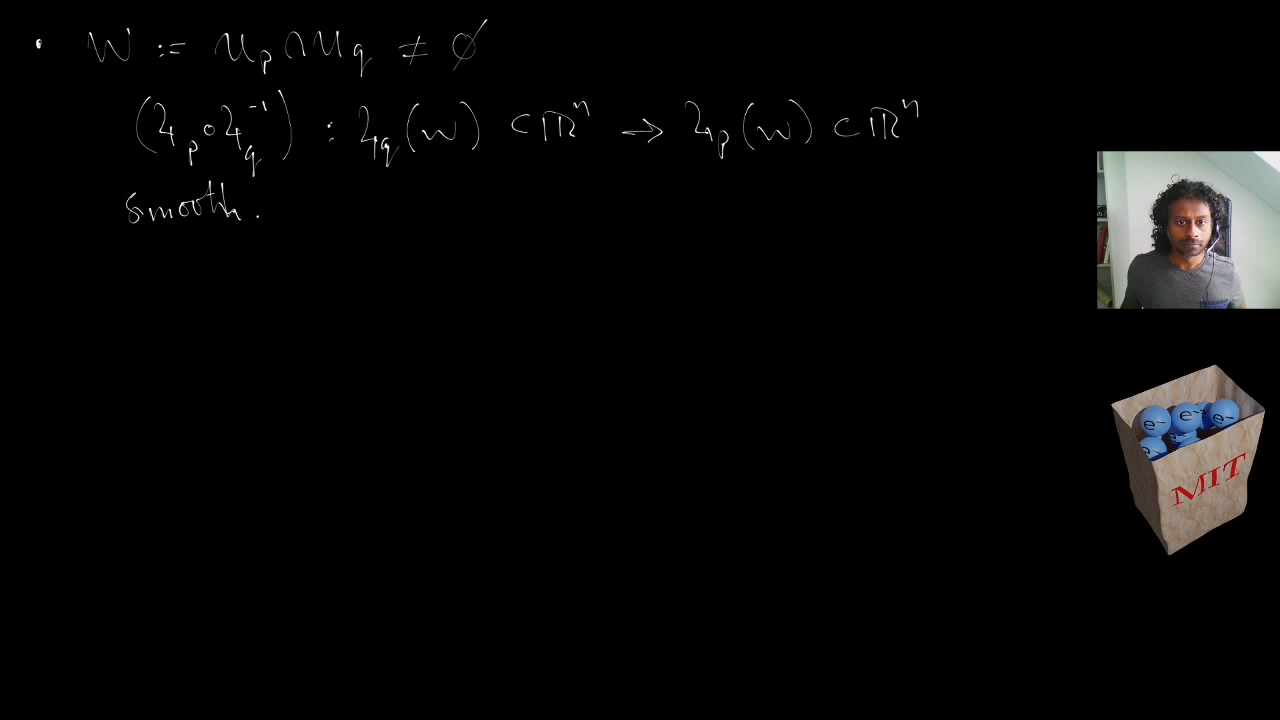 • W := U_p ∩ U_q ≠ ∅
(φ_p ∘ φ_q^{-1}) : φ_q(W) ⊂ ℝ^n → φ_p(W) ⊂ ℝ^n
smooth.
e⁻ e⁻ e⁻
e⁻ e⁻
MIT